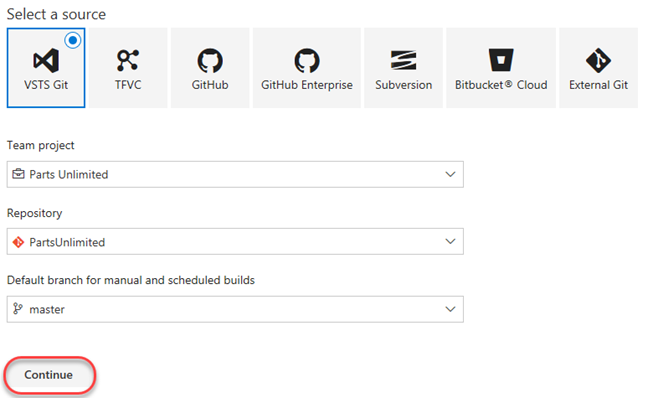 Select a source
VSTS Git TFVC GitHub GitHub Enterprise Subversion Bitbucket® Cloud External Git
Team project
Parts Unlimited
Repository
PartsUnlimited
Default branch for manual and scheduled builds
master
Continue